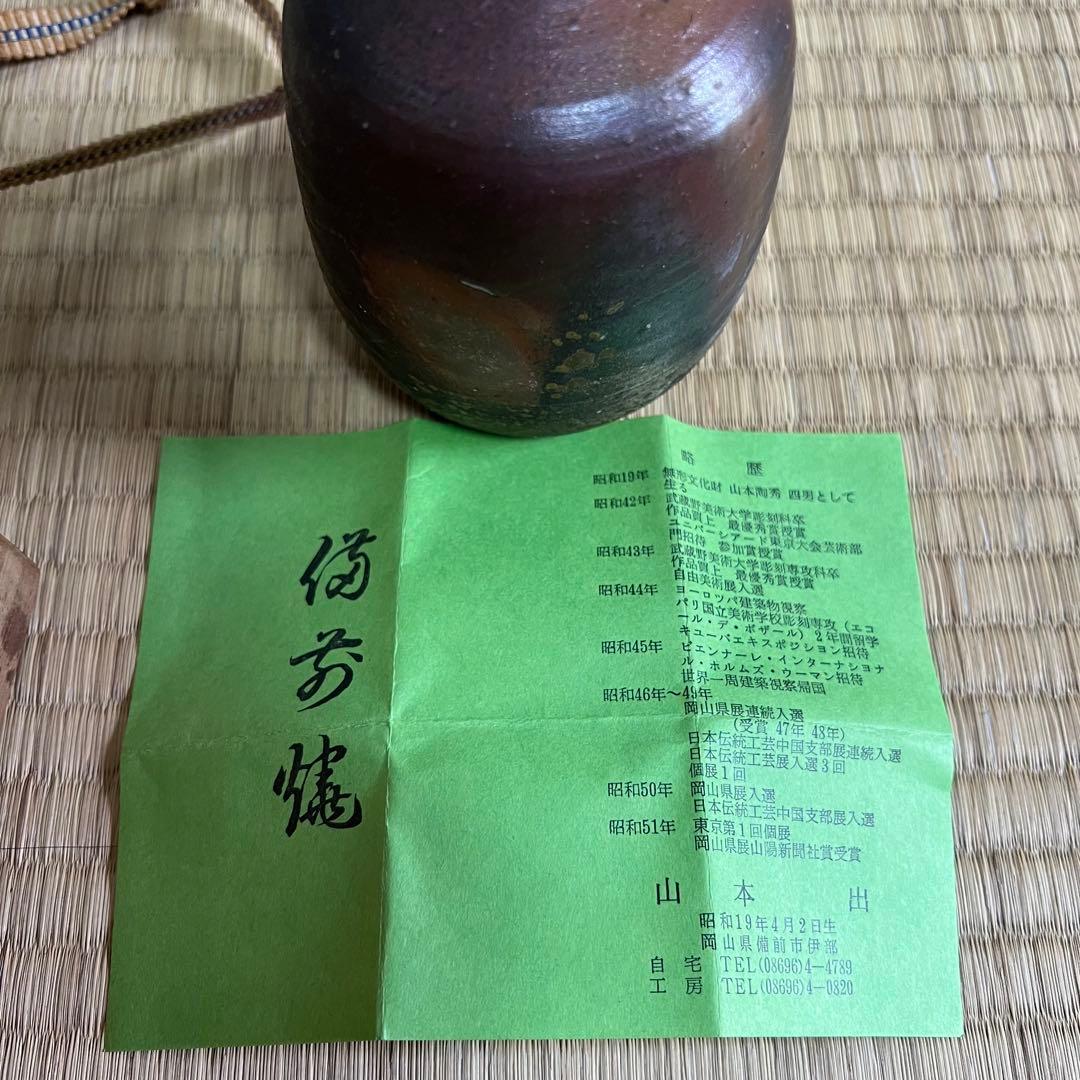 備前焼
略歴
昭和19年 無形文化財 山本陶秀 四男として
生る
昭和42年 武蔵野美術大学彫刻科卒
作品買上 最優秀賞授賞
ユニバーシアード東京大会芸術部
門招待 参加賞授賞
昭和43年 武蔵野美術大学彫刻専攻科卒
作品買上 最優秀賞授賞
自由美術展入選
昭和44年 ヨーロッパ建築物視察
パリ国立美術学校彫刻専攻(エコ
ール・デ・ボザール)2年間留学
キューバエキスポジション招待
昭和45年 ビエンナーレ・インターナショナ
ル・ホルムズ・ウーマン招待
世界一周建築視察帰国
昭和46年〜49年
岡山県展連続入選
(受賞 47年 48年)
日本伝統工芸中国支部展連続入選
日本伝統工芸展入選3回
個展1回
昭和50年 岡山県展入選
日本伝統工芸中国支部展入選
昭和51年 東京第1回個展
岡山県展山陽新聞社賞受賞
山本出
昭和19年4月2日生
岡山県備前市伊部
自宅 TEL(08696)4-4789
工房 TEL(08696)4-0820